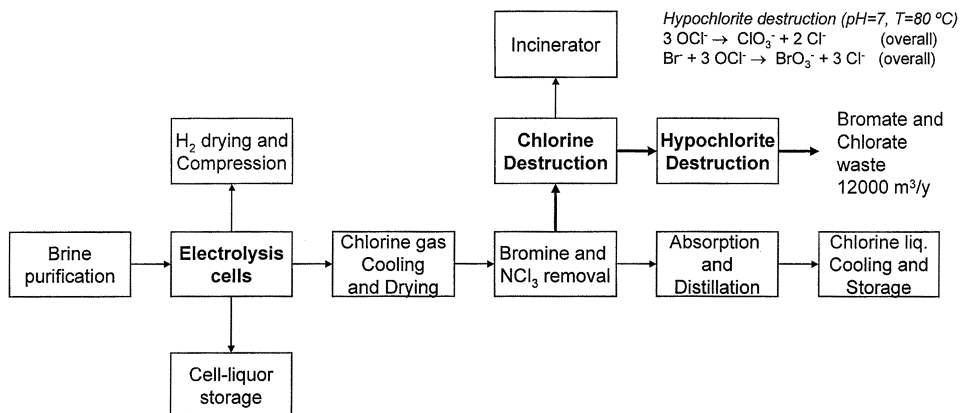 Hypochlorite destruction (pH=7, T=80 ºC)
3 OCl⁻ → ClO₃⁻ + 2 Cl⁻ (overall)
Br⁻ + 3 OCl⁻ → BrO₃⁻ + 3 Cl⁻ (overall)
Incinerator
H₂ drying and
Compression
Chlorine
Destruction
Hypochlorite
Destruction
Bromate and
Chlorate
waste
12000 m³/y
Brine
purification
Electrolysis
cells
Chlorine gas
Cooling
and Drying
Bromine and
NCl₃ removal
Absorption
and
Distillation
Chlorine liq.
Cooling and
Storage
Cell-liquor
storage